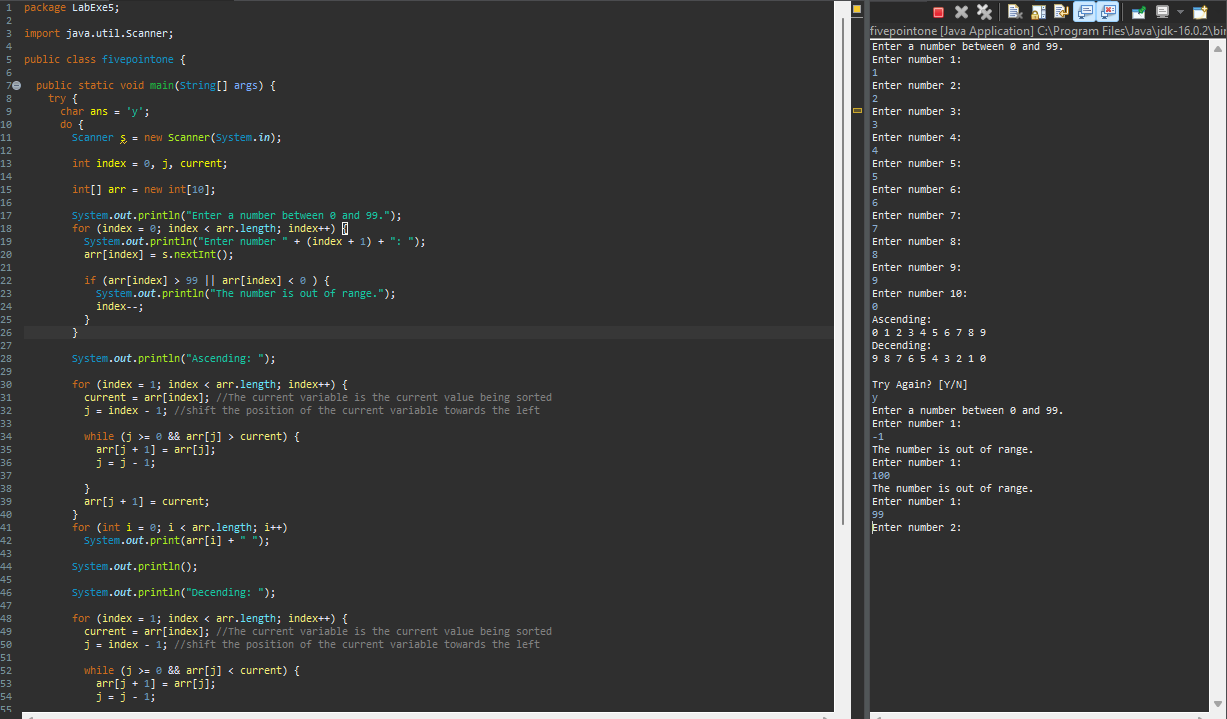 1 package LabExe5;
2
3 import java.util.Scanner;
4
5 public class fivepointone {
6
7 public static void main(String[] args) {
8 try {
9 char ans = 'y';
10 do {
11 Scanner s = new Scanner(System.in);
12
13 int index = 0, j, current;
14
15 int[] arr = new int[10];
16
17 System.out.println("Enter a number between 0 and 99.");
18 for (index = 0; index < arr.length; index++) {
19 System.out.println("Enter number " + (index + 1) + ": ");
20 arr[index] = s.nextInt();
21
22 if (arr[index] > 99 || arr[index] < 0 ) {
23 System.out.println("The number is out of range.");
24 index--;
25 }
26 }
27
28 System.out.println("Ascending: ");
29
30 for (index = 1; index < arr.length; index++) {
31 current = arr[index]; //The current variable is the current value being sorted
32 j = index - 1; //shift the position of the current variable towards the left
33
34 while (j >= 0 && arr[j] > current) {
35 arr[j + 1] = arr[j];
36 j = j - 1;
37
38 }
39 arr[j + 1] = current;
40 }
41 for (int i = 0; i < arr.length; i++)
42 System.out.print(arr[i] + " ");
43
44 System.out.println();
45
46 System.out.println("Decending: ");
47
48 for (index = 1; index < arr.length; index++) {
49 current = arr[index]; //The current variable is the current value being sorted
50 j = index - 1; //shift the position of the current variable towards the left
51
52 while (j >= 0 && arr[j] < current) {
53 arr[j + 1] = arr[j];
54 j = j - 1;
55
fivepointone [Java Application] C:\Program Files\Java\jdk-16.0.2\bin
Enter a number between 0 and 99.
Enter number 1:
1
Enter number 2:
2
Enter number 3:
3
Enter number 4:
4
Enter number 5:
5
Enter number 6:
6
Enter number 7:
7
Enter number 8:
8
Enter number 9:
9
Enter number 10:
0
Ascending:
0 1 2 3 4 5 6 7 8 9
Decending:
9 8 7 6 5 4 3 2 1 0
Try Again? [Y/N]
y
Enter a number between 0 and 99.
Enter number 1:
-1
The number is out of range.
Enter number 1:
100
The number is out of range.
Enter number 1:
99
Enter number 2: